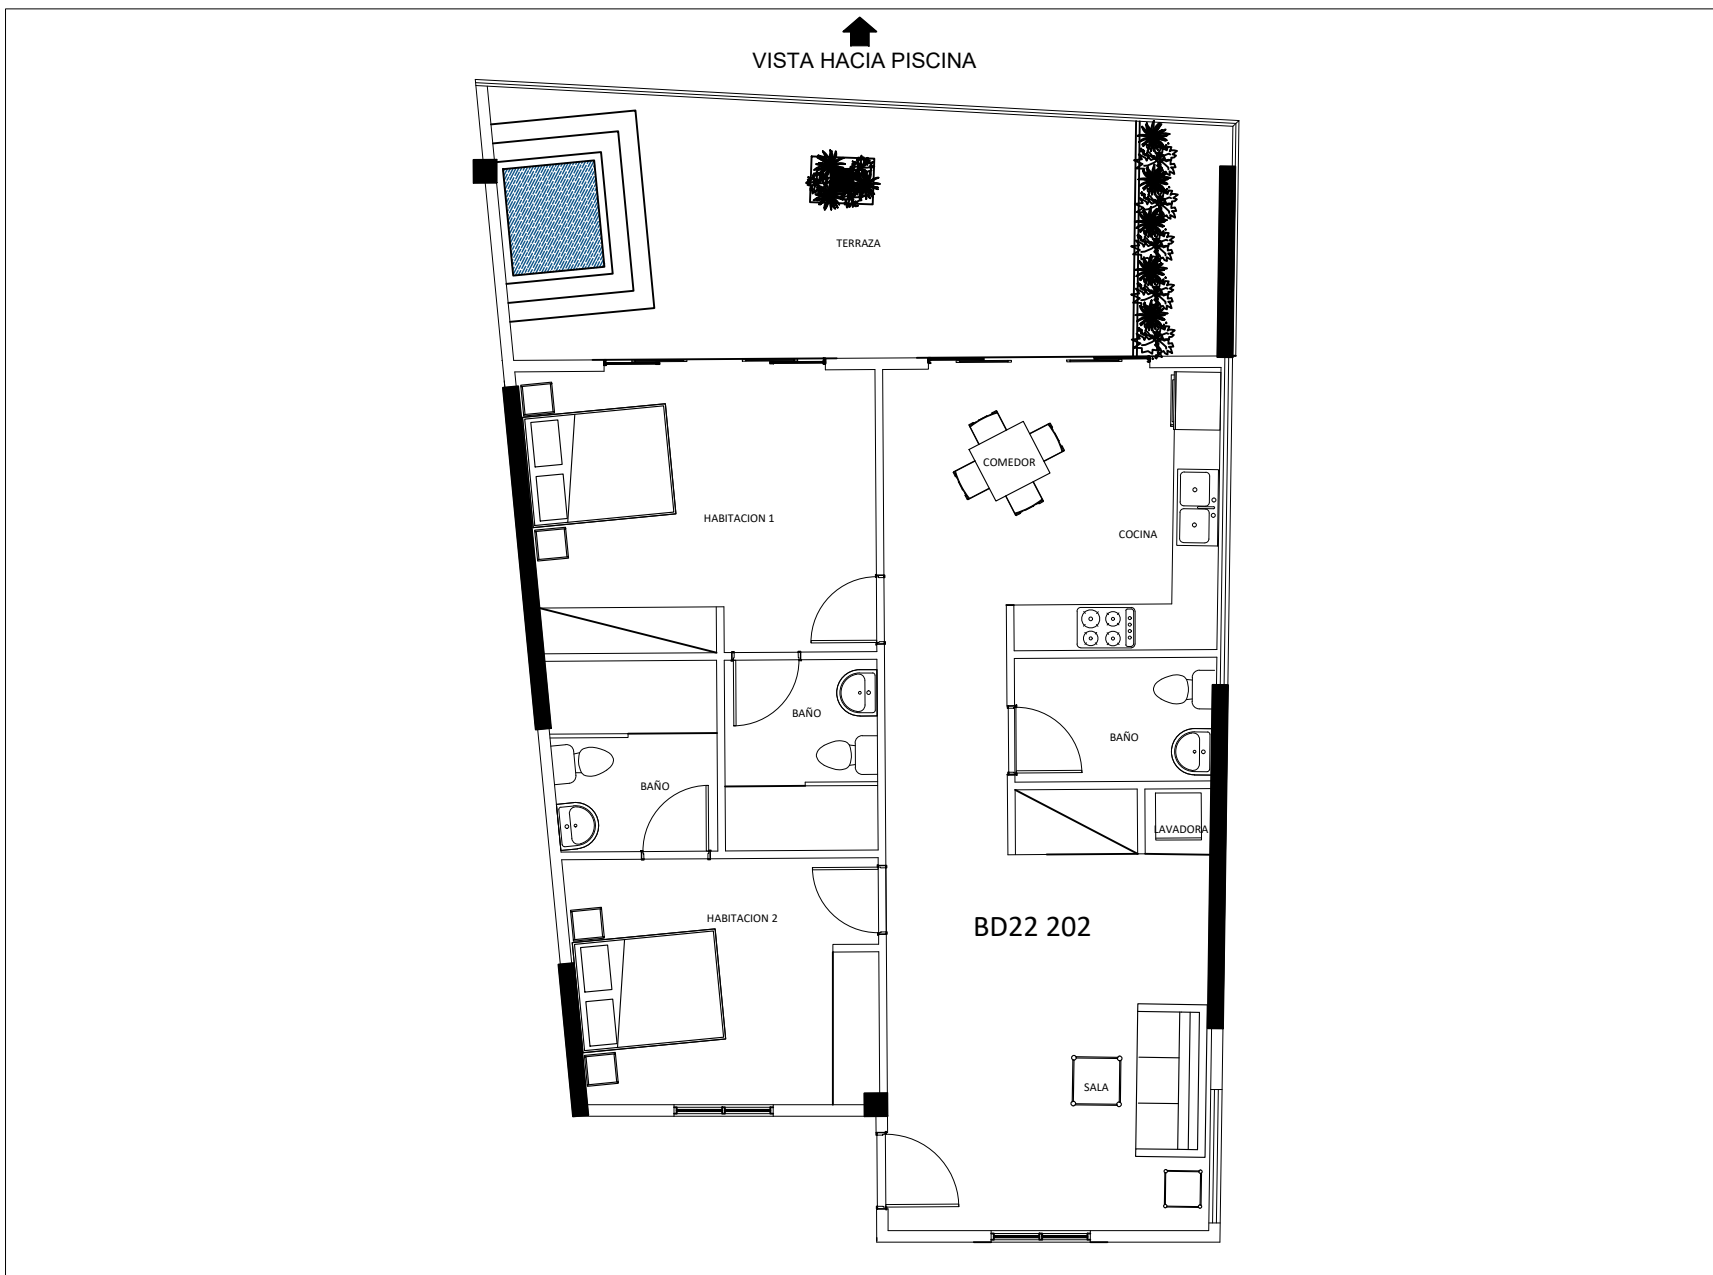 VISTA HACIA PISCINA
TERRAZA
COMEDOR
HABITACION 1
COCINA
BAÑO
BAÑO
BAÑO
LAVADORA
HABITACION 2
BD22 202
SALA